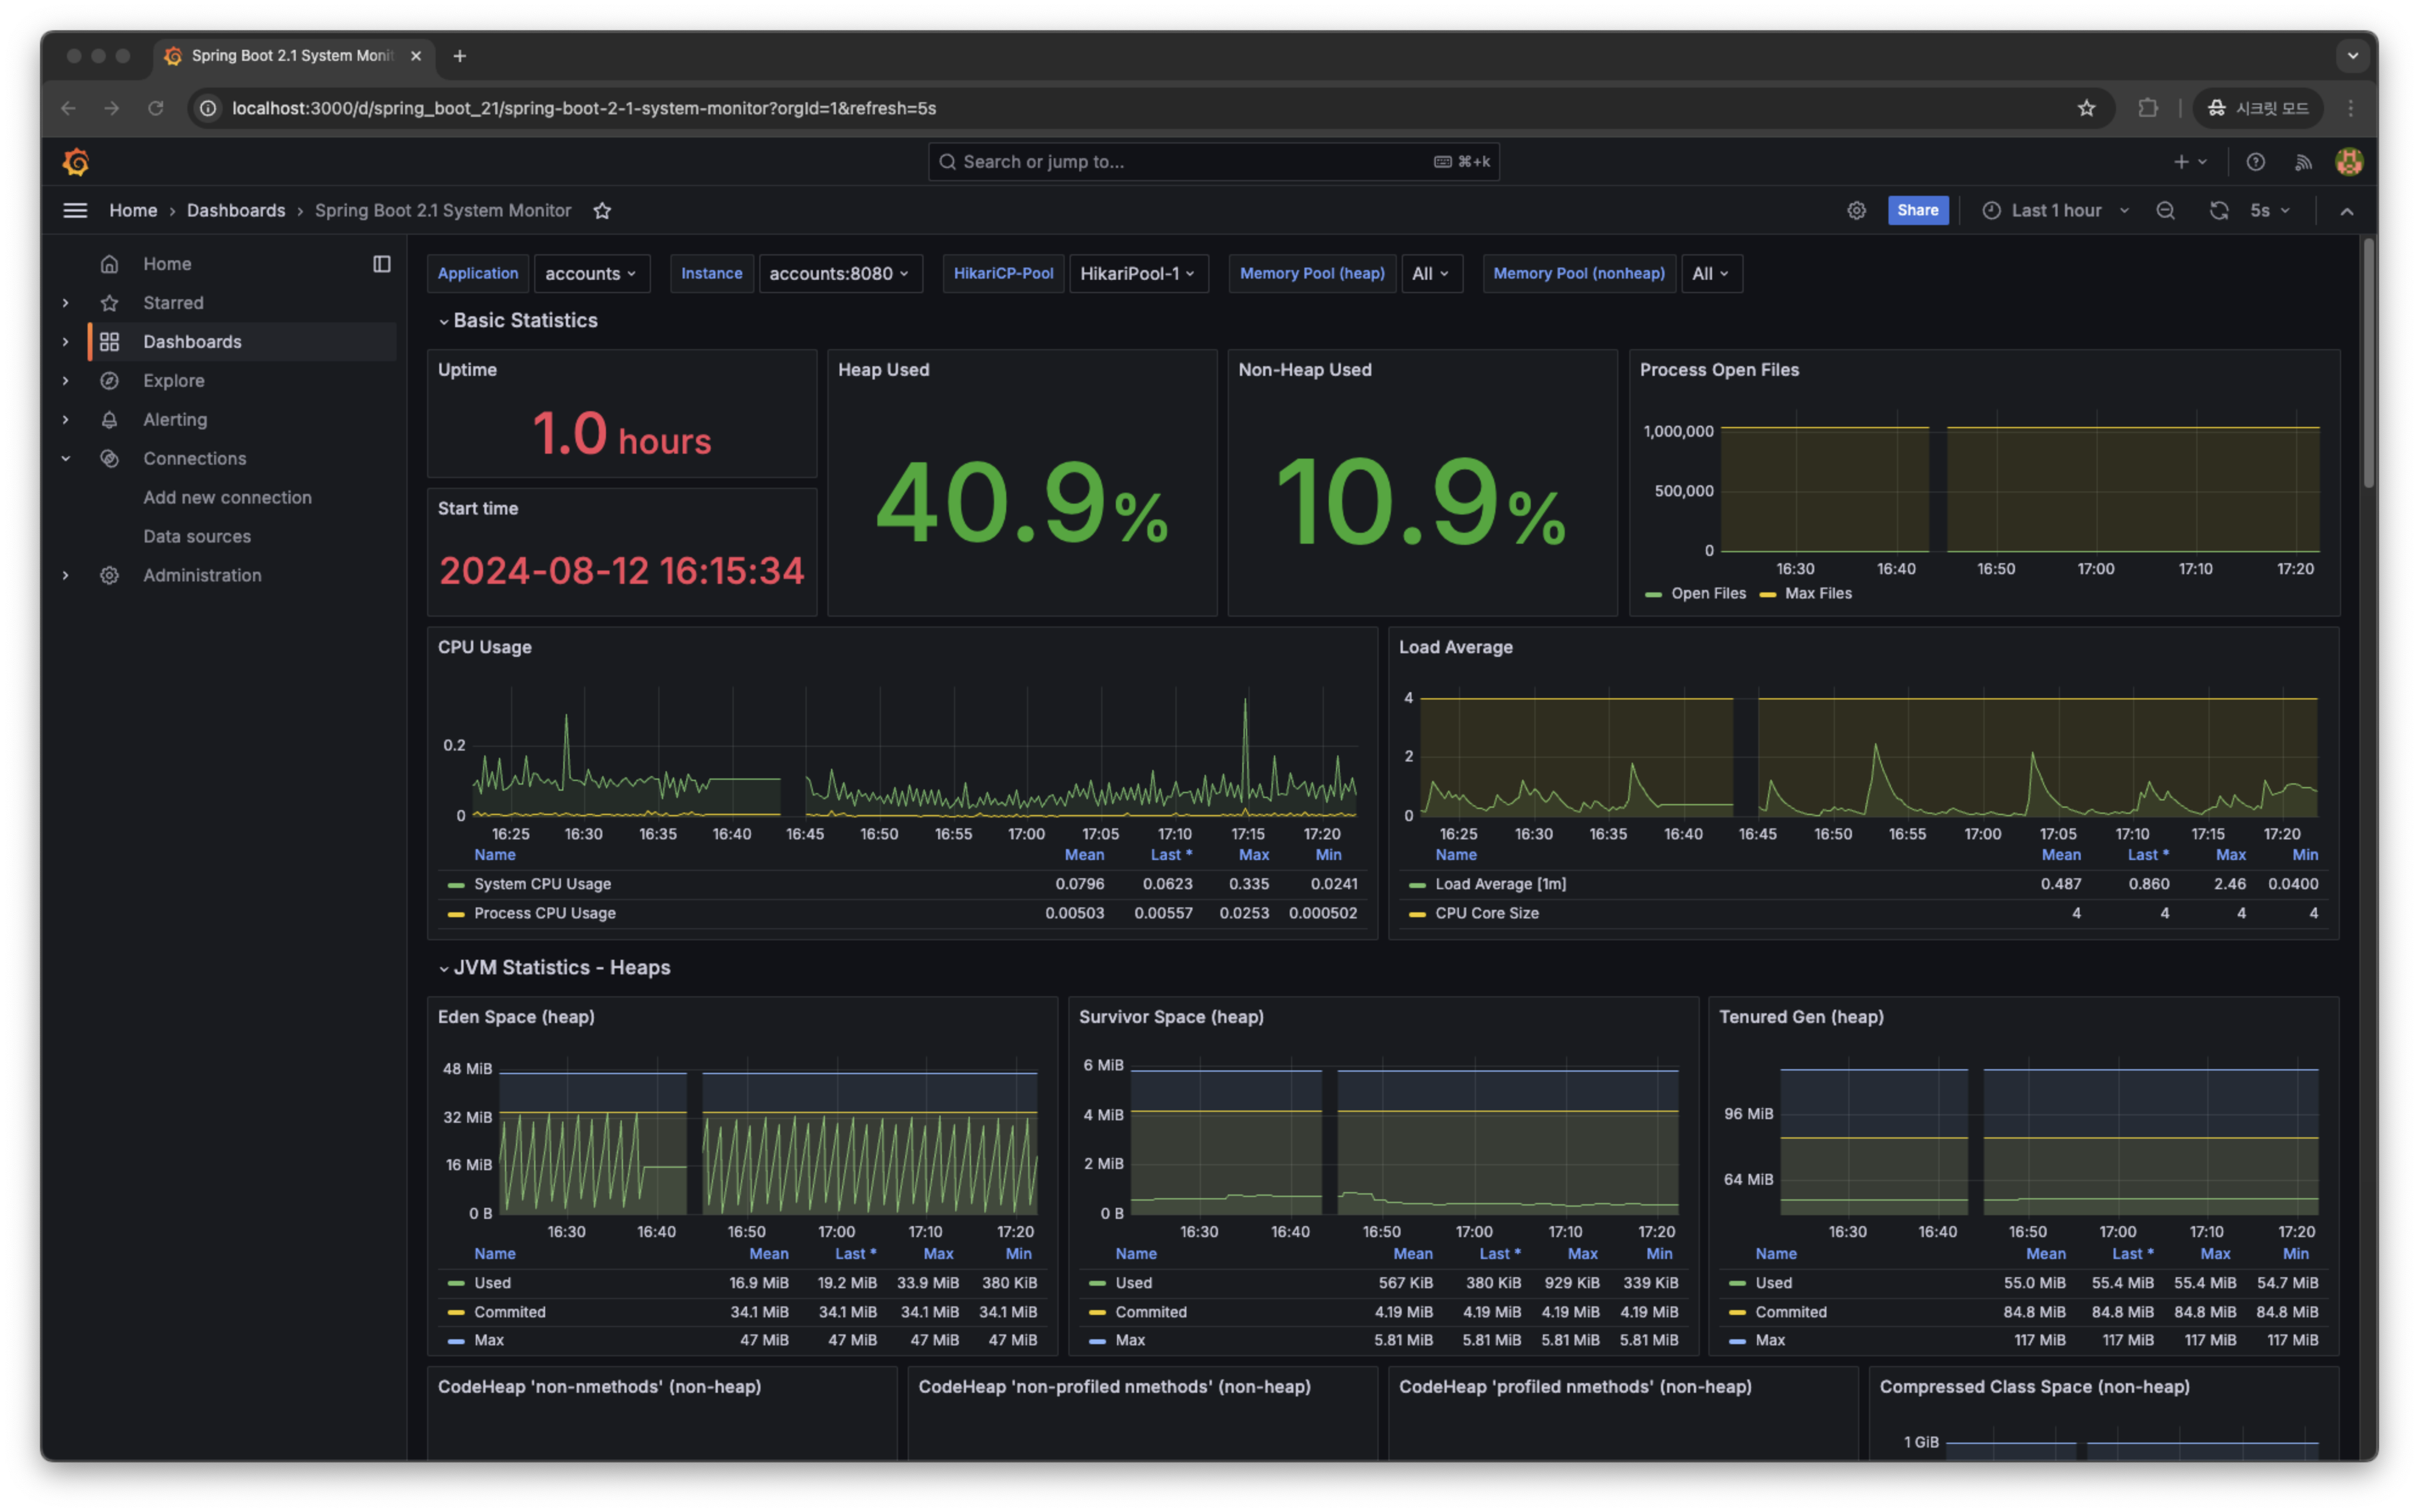 Spring Boot 2.1 System Monit
localhost:3000/d/spring_boot_21/spring-boot-2-1-system-monitor?orgId=1&refresh=5s
시크릿 모드
Search or jump to...
⌘+k
Home › Dashboards › Spring Boot 2.1 System Monitor
Share
Last 1 hour
5s
Home
Starred
Dashboards
Explore
Alerting
Connections
Add new connection
Data sources
Administration
Application accounts Instance accounts:8080 HikariCP-Pool HikariPool-1 Memory Pool (heap) All Memory Pool (nonheap) All
Basic Statistics
Uptime
1.0 hours
Start time
2024-08-12 16:15:34
Heap Used
40.9%
Non-Heap Used
10.9%
Process Open Files
1,000,000
500,000
0
16:30 16:40 16:50 17:00 17:10 17:20
Open Files Max Files
CPU Usage
0.2
0
16:25 16:30 16:35 16:40 16:45 16:50 16:55 17:00 17:05 17:10 17:15 17:20
Name Mean Last * Max Min
System CPU Usage 0.0796 0.0623 0.335 0.0241
Process CPU Usage 0.00503 0.00557 0.0253 0.000502
Load Average
4
2
0
16:25 16:30 16:35 16:40 16:45 16:50 16:55 17:00 17:05 17:10 17:15 17:20
Name Mean Last * Max Min
Load Average [1m] 0.487 0.860 2.46 0.0400
CPU Core Size 4 4 4 4
JVM Statistics - Heaps
Eden Space (heap)
48 MiB
32 MiB
16 MiB
0 B
16:30 16:40 16:50 17:00 17:10 17:20
Name Mean Last * Max Min
Used 16.9 MiB 19.2 MiB 33.9 MiB 380 KiB
Commited 34.1 MiB 34.1 MiB 34.1 MiB 34.1 MiB
Max 47 MiB 47 MiB 47 MiB 47 MiB
Survivor Space (heap)
6 MiB
4 MiB
2 MiB
0 B
16:30 16:40 16:50 17:00 17:10 17:20
Name Mean Last * Max Min
Used 567 KiB 380 KiB 929 KiB 339 KiB
Commited 4.19 MiB 4.19 MiB 4.19 MiB 4.19 MiB
Max 5.81 MiB 5.81 MiB 5.81 MiB 5.81 MiB
Tenured Gen (heap)
96 MiB
64 MiB
16:30 16:40 16:50 17:00 17:10 17:20
Name Mean Last * Max Min
Used 55.0 MiB 55.4 MiB 55.4 MiB 54.7 MiB
Commited 84.8 MiB 84.8 MiB 84.8 MiB 84.8 MiB
Max 117 MiB 117 MiB 117 MiB 117 MiB
CodeHeap 'non-nmethods' (non-heap)
CodeHeap 'non-profiled nmethods' (non-heap)
CodeHeap 'profiled nmethods' (non-heap)
Compressed Class Space (non-heap)
1 GiB